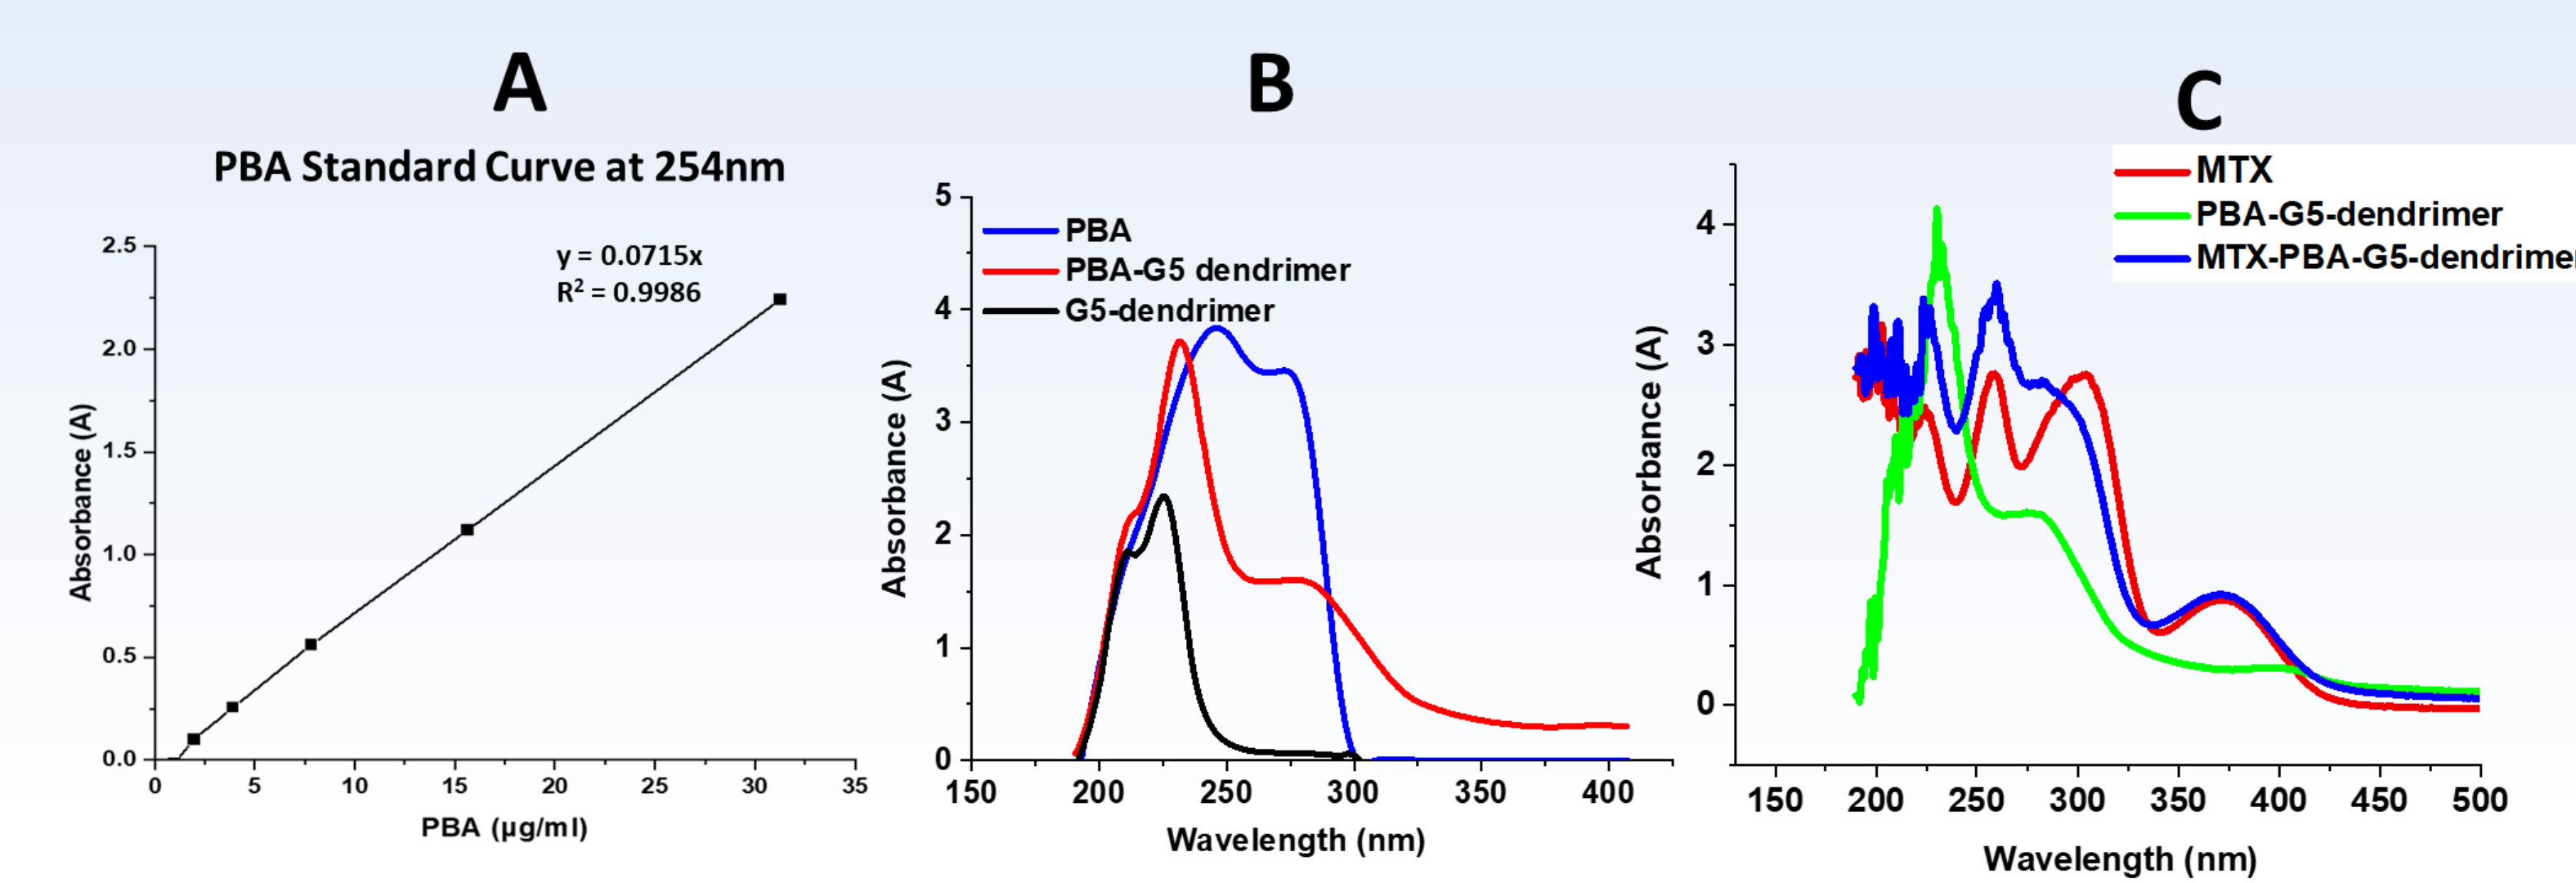 A
PBA Standard Curve at 254nm
y = 0.0715x
R² = 0.9986
2.5
2.0
1.5
1.0
0.5
0.0
Absorbance (A)
0 5 10 15 20 25 30 35
PBA (µg/ml)
B
PBA
PBA-G5 dendrimer
G5-dendrimer
5
4
3
2
1
0
Absorbance (A)
150 200 250 300 350 400
Wavelength (nm)
C
MTX
PBA-G5-dendrimer
MTX-PBA-G5-dendrime
4
3
2
1
0
Absorbance (A)
150 200 250 300 350 400 450 500
Wavelength (nm)